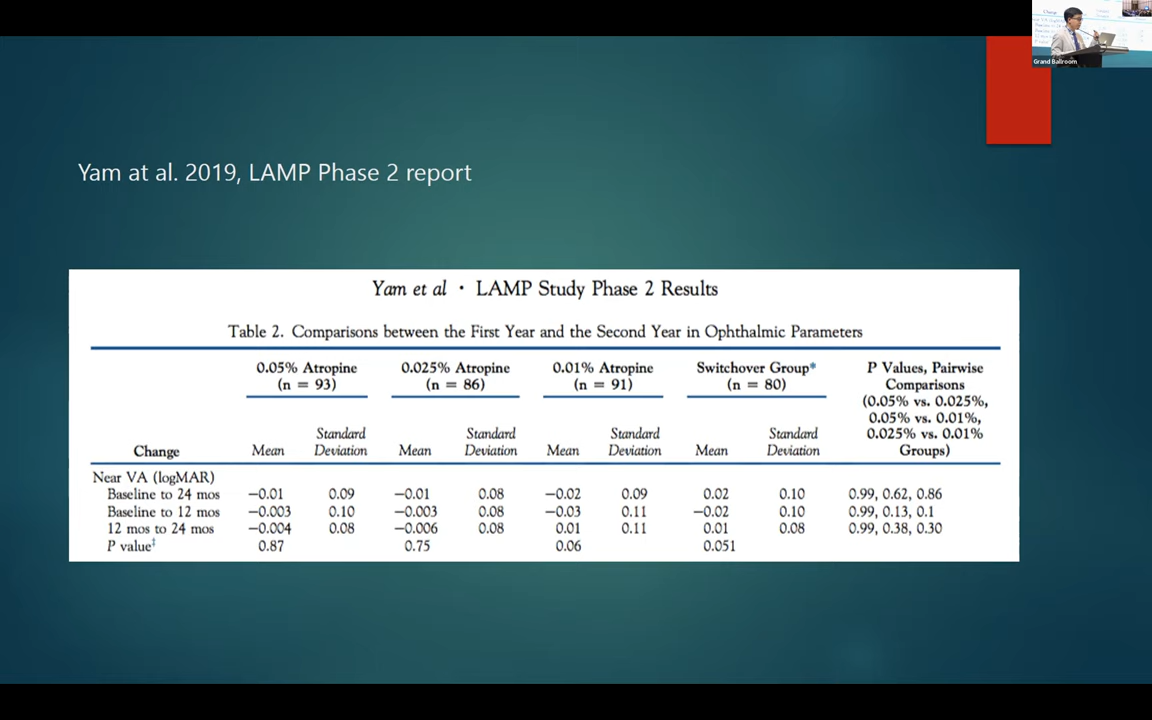 Grand Ballroom
Yam at al. 2019, LAMP Phase 2 report
Yam et al • LAMP Study Phase 2 Results
Table 2. Comparisons between the First Year and the Second Year in Ophthalmic Parameters
0.05% Atropine 0.025% Atropine 0.01% Atropine Switchover Group* P Values, Pairwise
(n = 93) (n = 86) (n = 91) (n = 80) Comparisons
(0.05% vs. 0.025%,
0.05% vs. 0.01%,
Standard Standard Standard Standard 0.025% vs. 0.01%
Change Mean Deviation Mean Deviation Mean Deviation Mean Deviation Groups)
Near VA (logMAR)
Baseline to 24 mos −0.01 0.09 −0.01 0.08 −0.02 0.09 0.02 0.10 0.99, 0.62, 0.86
Baseline to 12 mos −0.003 0.10 −0.003 0.08 −0.03 0.11 −0.02 0.10 0.99, 0.13, 0.1
12 mos to 24 mos −0.004 0.08 −0.006 0.08 0.01 0.11 0.01 0.08 0.99, 0.38, 0.30
P value‡ 0.87 0.75 0.06 0.051